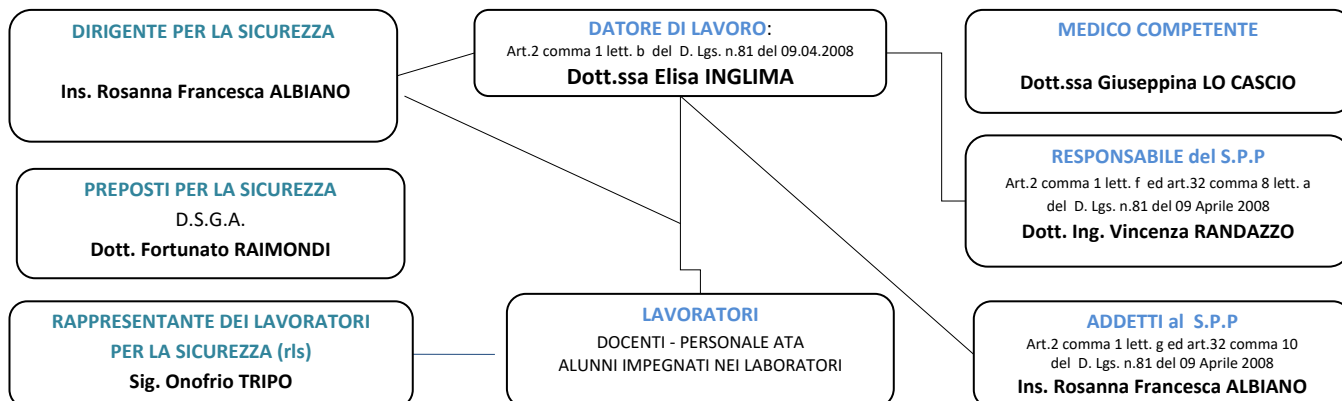 DIRIGENTE PER LA SICUREZZA
Ins. Rosanna Francesca ALBIANO
DATORE DI LAVORO:
Art.2 comma 1 lett. b del D. Lgs. n.81 del 09.04.2008
Dott.ssa Elisa INGLIMA
MEDICO COMPETENTE
Dott.ssa Giuseppina LO CASCIO
PREPOSTI PER LA SICUREZZA
D.S.G.A.
Dott. Fortunato RAIMONDI
RESPONSABILE del S.P.P
Art.2 comma 1 lett. f ed art.32 comma 8 lett. a
del D. Lgs. n.81 del 09 Aprile 2008
Dott. Ing. Vincenza RANDAZZO
RAPPRESENTANTE DEI LAVORATORI
PER LA SICUREZZA (rls)
Sig. Onofrio TRIPO
LAVORATORI
DOCENTI - PERSONALE ATA
ALUNNI IMPEGNATI NEI LABORATORI
ADDETTI al S.P.P
Art.2 comma 1 lett. g ed art.32 comma 10
del D. Lgs. n.81 del 09 Aprile 2008
Ins. Rosanna Francesca ALBIANO